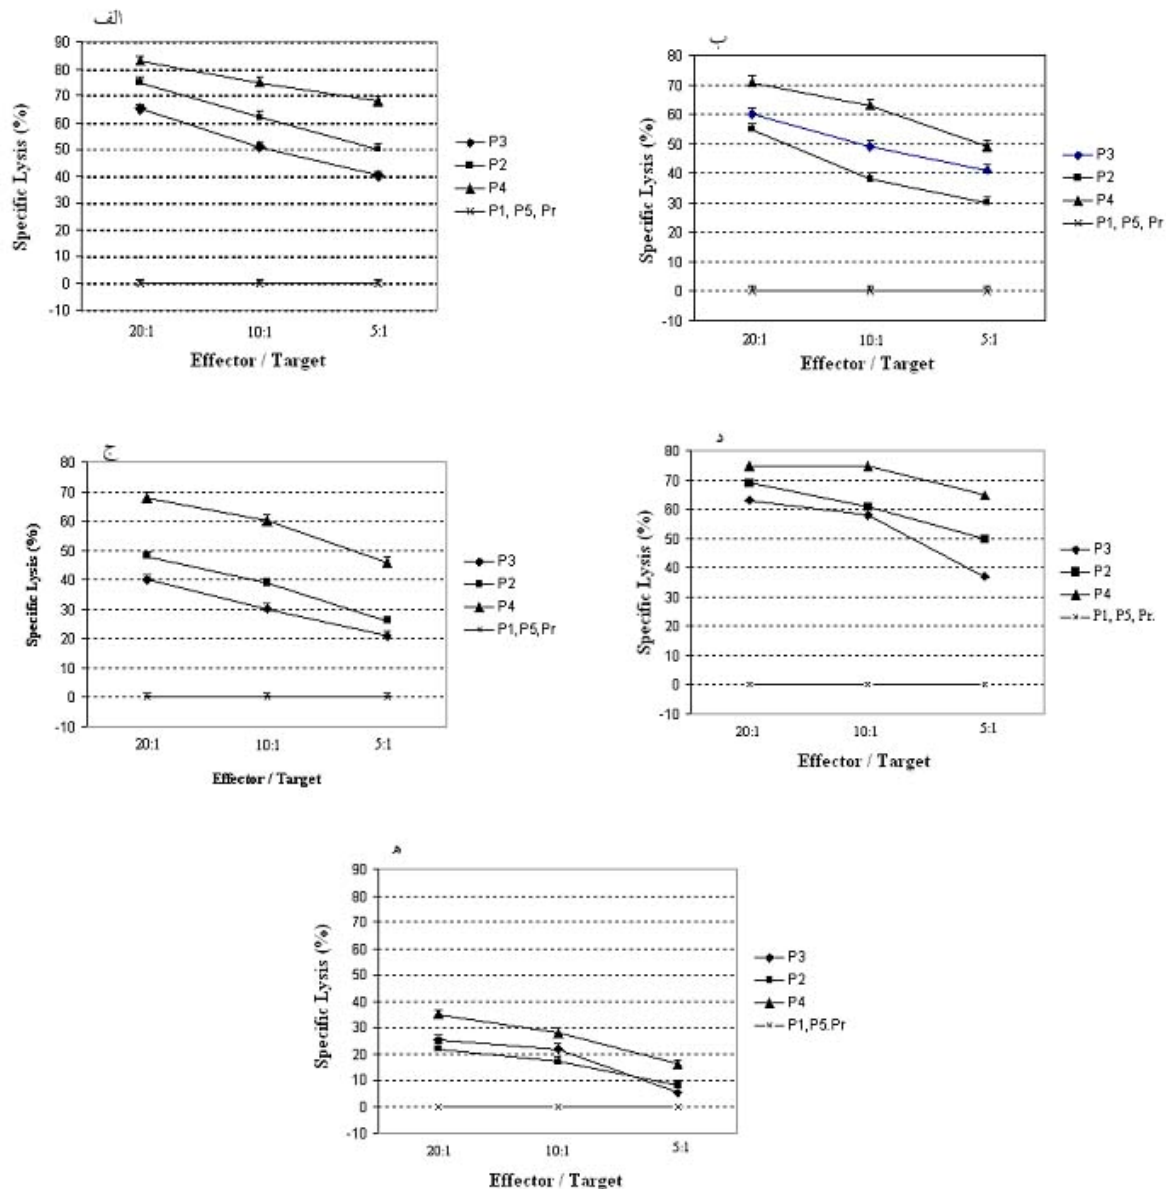 الف
90
80
70
60
50
40
30
20
10
0
-10
Specific Lysis (%)
20:1 10:1 5:1
Effector / Target
P3
P2
P4
P1, P5, Pr
ب
80
70
60
50
40
30
20
10
0
-10
Specific Lysis (%)
20:1 10:1 5:1
Effector / Target
P3
P2
P4
P1, P5, Pr
ج
80
70
60
50
40
30
20
10
0
-10
Specific Lysis (%)
20:1 10:1 5:1
Effector / Target
P3
P2
P4
P1,P5,Pr
د
80
70
60
50
40
30
20
10
0
-10
Specific Lysis (%)
20:1 10:1 5:1
Effector / Target
P3
P2
P4
P1, P5, Pr.
ه
90
80
70
60
50
40
30
20
10
0
-10
Specific Lysis (%)
20:1 10:1 5:1
Effector / Target
P3
P2
P4
P1,P5.Pr